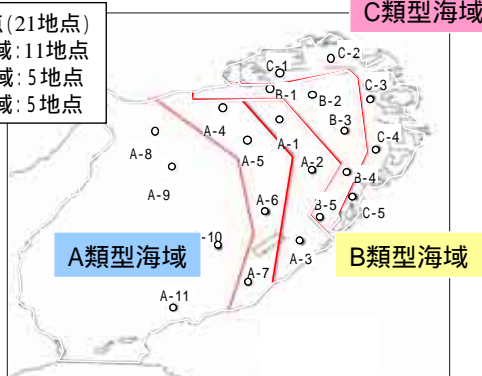 C類型海域
点(21地点)
域:11地点
域:5地点
域:5地点
C-2
C-1
C-3
B-1
B-2
A-4
B-3
A-1
A-8
A-5
C-4
A-2
A-9
B-4
A-6
B-5
C-5
-10
A-3
A類型海域
B類型海域
A-7
A-11